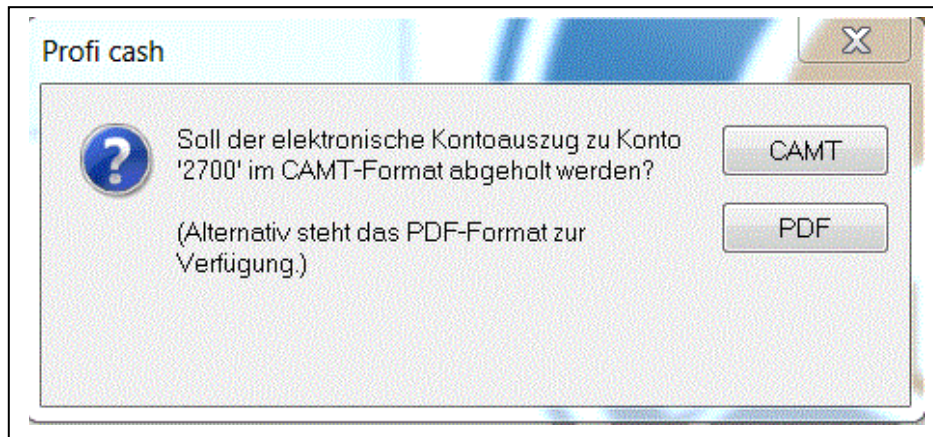 Profi cash
Soll der elektronische Kontoauszug zu Konto
'2700' im CAMT-Format abgeholt werden?
(Alternativ steht das PDF-Format zur
Verfügung.)
CAMT
PDF